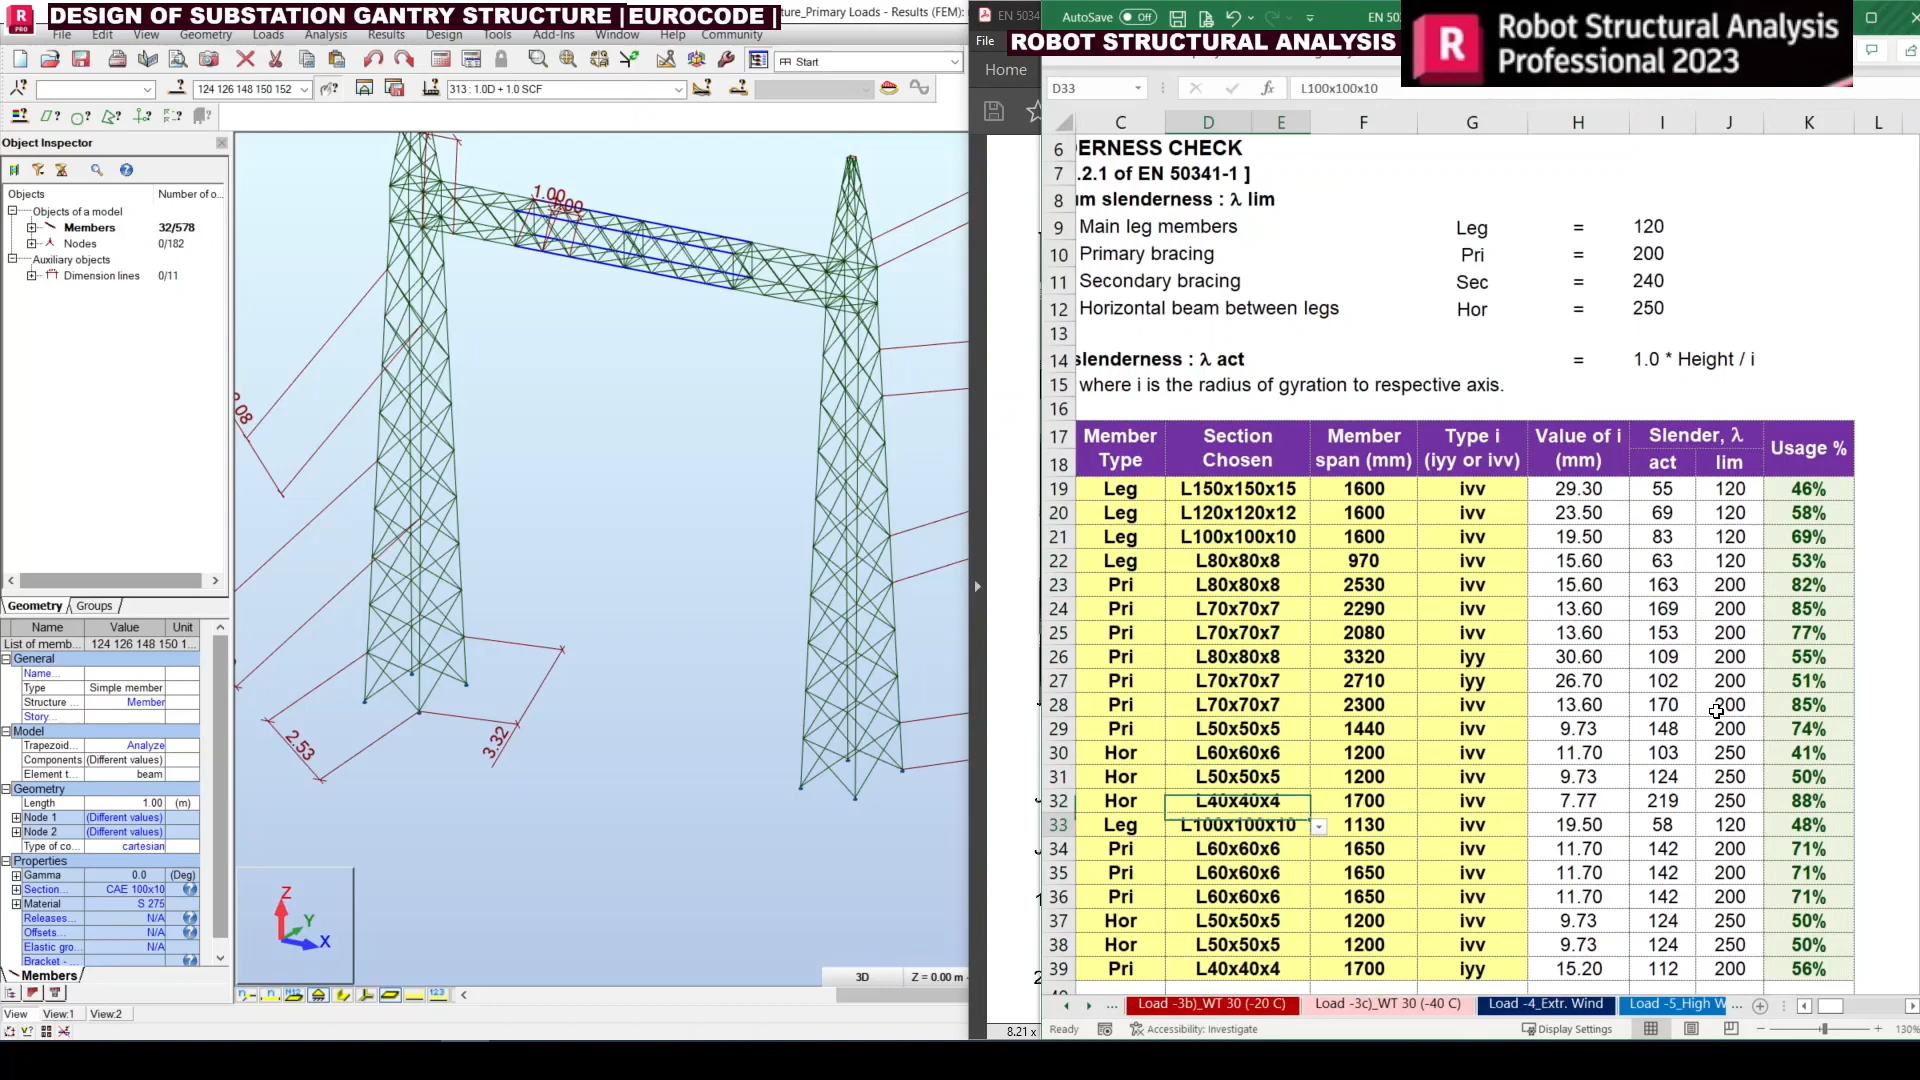 DESIGN OF SUBSTATION GANTRY STRUCTURE |EUROCODE |
ure_Primary Loads - Results (FEM):
File Edit View Geometry Loads Analysis Results Design Tools Add-Ins Window Help Community
Start
124 126 148 150 152
313 : 1.0D + 1.0 SCF
Object Inspector
Objects Number of o...
Objects of a model
Members 32/578
Nodes 0/182
Auxiliary objects
Dimension lines 0/11
Geometry Groups
Name Value Unit
List of memb... 124 126 148 150 1...
General
Name...
Type Simple member
Structure ... Member
Story...
Model
Trapezoid... Analyze
Components (Different values)
Element t... beam
Geometry
Length 1.00 (m)
Node 1 (Different values)
Node 2 (Different values)
Type of co... cartesian
Properties
Gamma 0.0 (Deg)
Section... CAE 100x10
Material S 275
Releases... N/A
Offsets... N/A
Elastic gro... N/A
Bracket - ...
Members
View View:1 View:2
1.00
2.53
3.32
Z
Y
X
3D Z = 0.00 m
EN 5034
File
Home
8.21 x
AutoSave Off EN 50
ROBOT STRUCTURAL ANALYSIS
Robot Structural Analysis
Professional 2023
D33 fx L100x100x10
C D E F G H I J K L
6 ERNESS CHECK
7 .2.1 of EN 50341-1 ]
8 um slenderness : λ lim
9 Main leg members Leg = 120
10 Primary bracing Pri = 200
11 Secondary bracing Sec = 240
12 Horizontal beam between legs Hor = 250
13
14 slenderness : λ act = 1.0 * Height / i
15 where i is the radius of gyration to respective axis.
16
17 Member Section Member Type i Value of i Slender, λ Usage %
18 Type Chosen span (mm) (iyy or ivv) (mm) act lim
19 Leg L150x150x15 1600 ivv 29.30 55 120 46%
20 Leg L120x120x12 1600 ivv 23.50 69 120 58%
21 Leg L100x100x10 1600 ivv 19.50 83 120 69%
22 Leg L80x80x8 970 ivv 15.60 63 120 53%
23 Pri L80x80x8 2530 ivv 15.60 163 200 82%
24 Pri L70x70x7 2290 ivv 13.60 169 200 85%
25 Pri L70x70x7 2080 ivv 13.60 153 200 77%
26 Pri L80x80x8 3320 iyy 30.60 109 200 55%
27 Pri L70x70x7 2710 iyy 26.70 102 200 51%
28 Pri L70x70x7 2300 ivv 13.60 170 200 85%
29 Pri L50x50x5 1440 ivv 9.73 148 200 74%
30 Hor L60x60x6 1200 ivv 11.70 103 250 41%
31 Hor L50x50x5 1200 ivv 9.73 124 250 50%
32 Hor L40x40x4 1700 ivv 7.77 219 250 88%
33 Leg L100x100x10 1130 ivv 19.50 58 120 48%
34 Pri L60x60x6 1650 ivv 11.70 142 200 71%
35 Pri L60x60x6 1650 ivv 11.70 142 200 71%
36 Pri L60x60x6 1650 ivv 11.70 142 200 71%
37 Hor L50x50x5 1200 ivv 9.73 124 250 50%
38 Hor L50x50x5 1200 ivv 9.73 124 250 50%
39 Pri L40x40x4 1700 iyy 15.20 112 200 56%
... Load -3b)_WT 30 (-20 C) Load -3c)_WT 30 (-40 C) Load -4_Extr. Wind Load -5_High W ...
Ready Accessibility: Investigate Display Settings 130%